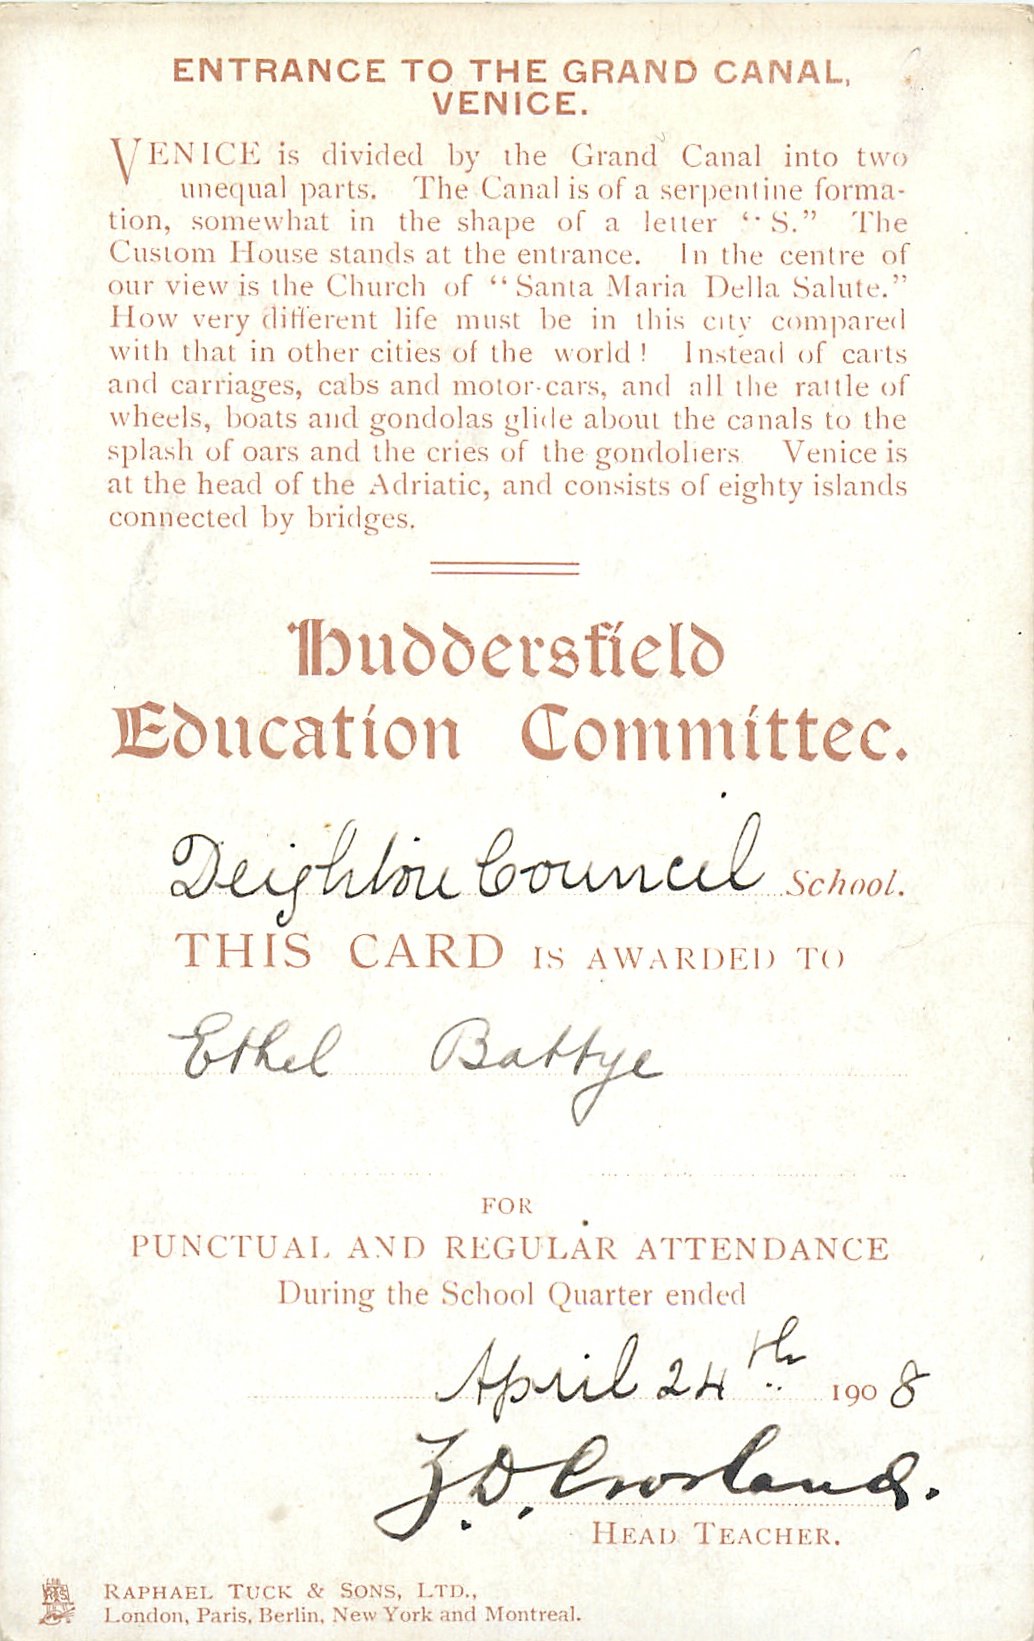 ENTRANCE TO THE GRAND CANAL,
VENICE.
VENICE is divided by the Grand Canal into two
unequal parts. The Canal is of a serpentine forma-
tion, somewhat in the shape of a letter “S.” The
Custom House stands at the entrance. In the centre of
our view is the Church of “Santa Maria Della Salute.”
How very different life must be in this city compared
with that in other cities of the world! Instead of carts
and carriages, cabs and motor-cars, and all the rattle of
wheels, boats and gondolas glide about the canals to the
splash of oars and the cries of the gondoliers Venice is
at the head of the Adriatic, and consists of eighty islands
connected by bridges.
Huddersfield
Education Committee.
Deighton Council School.
THIS CARD IS AWARDED TO
Ethel Battye
FOR
PUNCTUAL AND REGULAR ATTENDANCE
During the School Quarter ended
April 24th 1908
D. Crosland.
HEAD TEACHER.
RAPHAEL TUCK & SONS, LTD.,
London, Paris, Berlin, New York and Montreal.